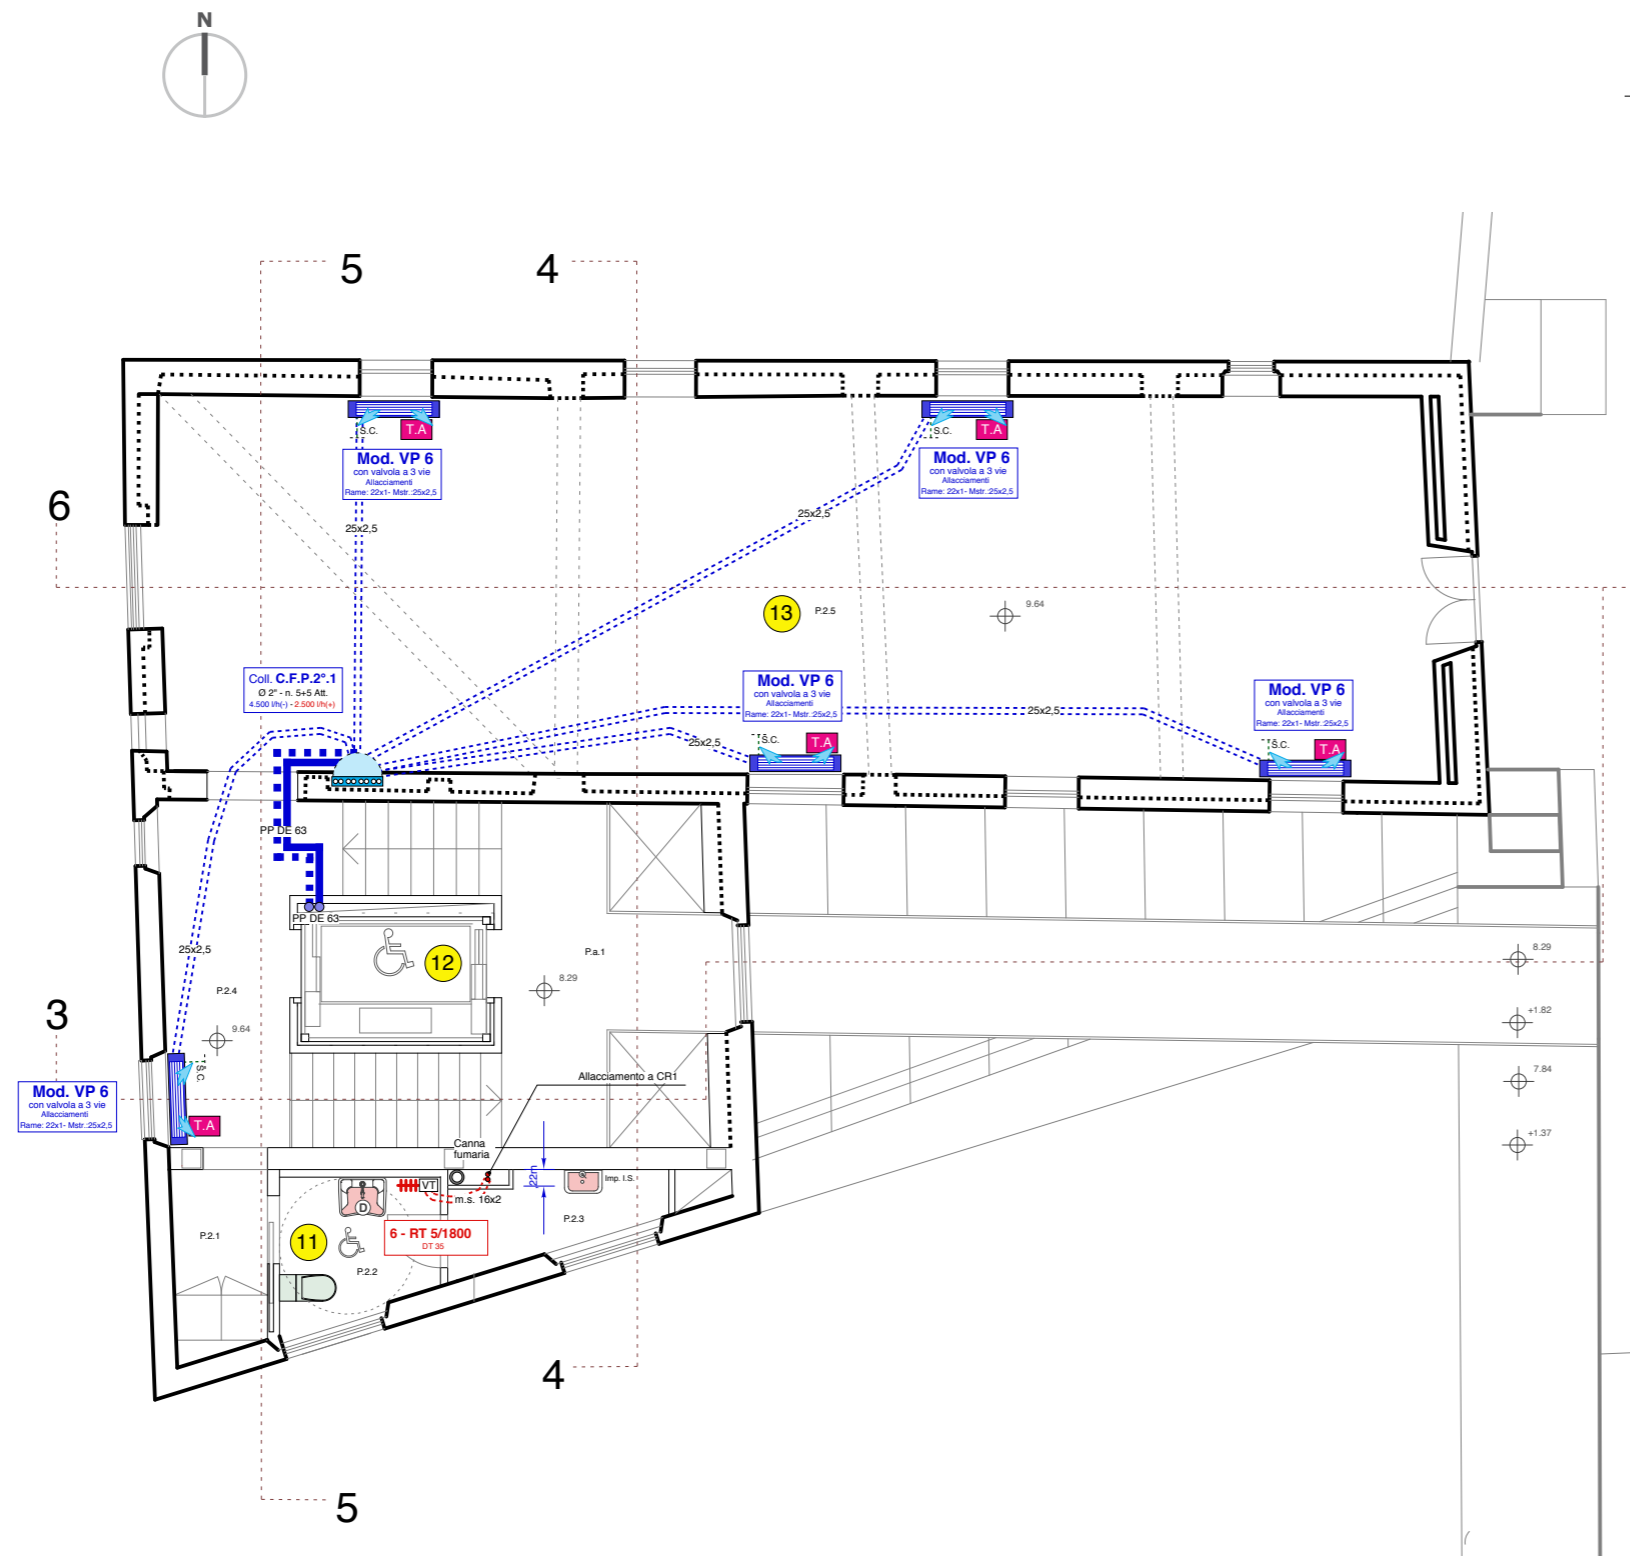 N
5
4
S.C.
T.A
Mod. VP 6
con valvola a 3 vie
Allacciamenti
Rame: 22x1- Mstr.:25x2,5
S.C.
T.A
Mod. VP 6
con valvola a 3 vie
Allacciamenti
Rame: 22x1- Mstr.:25x2,5
6
25x2,5
25x2,5
13
P.2.5
9.64
Coll. C.F.P.2°.1
Ø 2" - n. 5+5 Att.
4.500 l/h(-) - 2.500 l/h(+)
Mod. VP 6
con valvola a 3 vie
Allacciamenti
Rame: 22x1- Mstr.:25x2,5
Mod. VP 6
con valvola a 3 vie
Allacciamenti
Rame: 22x1- Mstr.:25x2,5
25x2,5
25x2,5
S.C.
T.A
S.C.
T.A
PP DE 63
PP DE 63
25x2,5
12
P.a.1
8.29
P.2.4
9.64
8.29
+1.82
7.84
+1.37
3
S.C.
T.A
Mod. VP 6
con valvola a 3 vie
Allacciamenti
Rame: 22x1- Mstr.:25x2,5
Allacciamento a CR1
Canna
fumaria
VT
m.s. 16x2
22m
Imp. I.S.
D
6 - RT 5/1800
DT 35
P.2.3
P.2.1
11
P.2.2
4
5